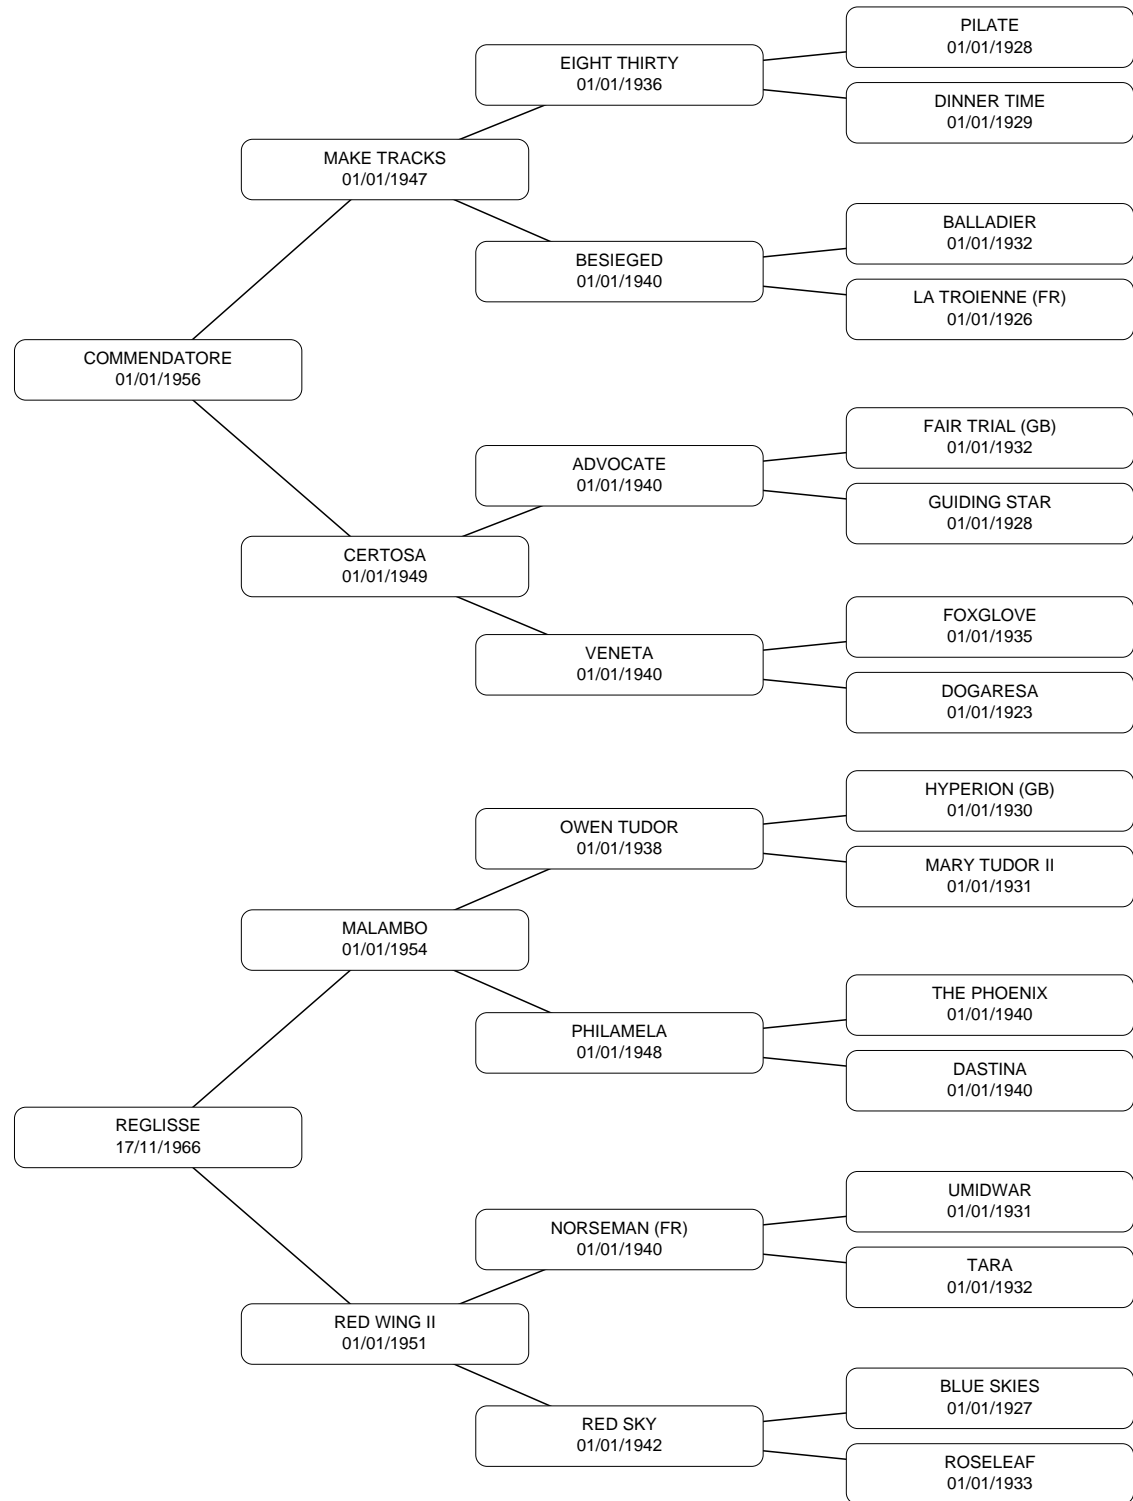 PILATE
01/01/1928
EIGHT THIRTY
01/01/1936
DINNER TIME
01/01/1929
MAKE TRACKS
01/01/1947
BALLADIER
01/01/1932
BESIEGED
01/01/1940
LA TROIENNE (FR)
01/01/1926
COMMENDATORE
01/01/1956
FAIR TRIAL (GB)
01/01/1932
ADVOCATE
01/01/1940
GUIDING STAR
01/01/1928
CERTOSA
01/01/1949
FOXGLOVE
01/01/1935
VENETA
01/01/1940
DOGARESA
01/01/1923
HYPERION (GB)
01/01/1930
OWEN TUDOR
01/01/1938
MARY TUDOR II
01/01/1931
MALAMBO
01/01/1954
THE PHOENIX
01/01/1940
PHILAMELA
01/01/1948
DASTINA
01/01/1940
REGLISSE
17/11/1966
UMIDWAR
01/01/1931
NORSEMAN (FR)
01/01/1940
TARA
01/01/1932
RED WING II
01/01/1951
BLUE SKIES
01/01/1927
RED SKY
01/01/1942
ROSELEAF
01/01/1933